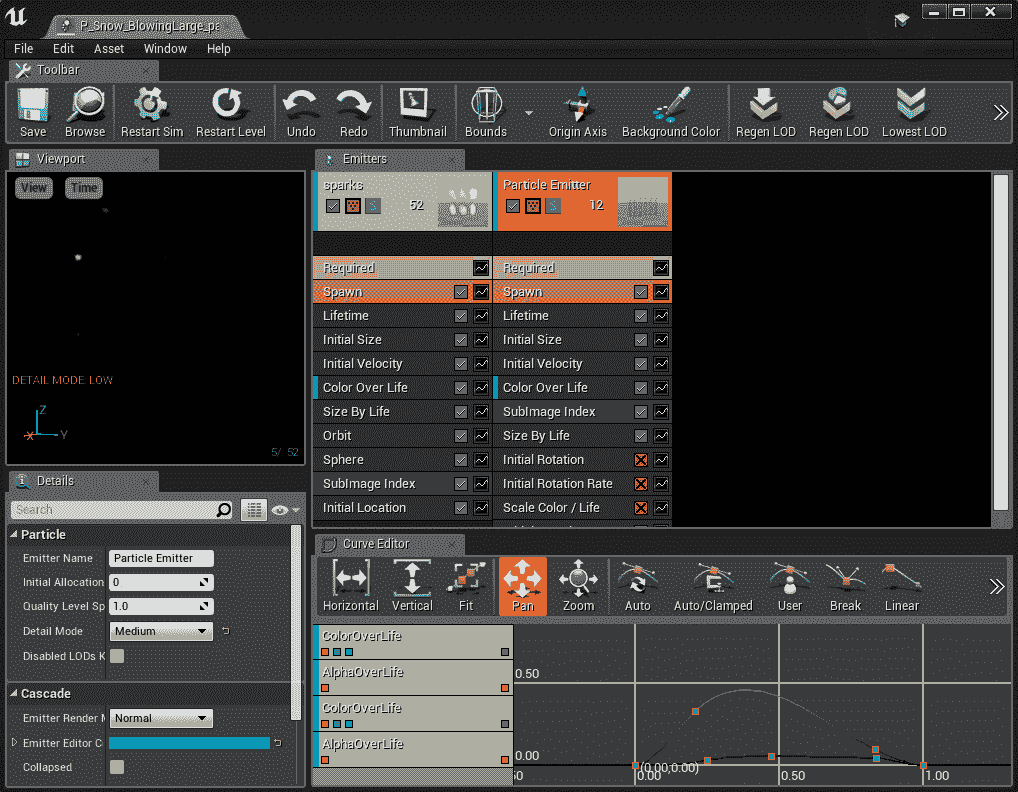 P_Snow_BlowingLarge_pa
File Edit Asset Window Help
Toolbar
Save Browse Restart Sim Restart Level Undo Redo Thumbnail Bounds Origin Axis Background Color Regen LOD Regen LOD Lowest LOD
Viewport
View Time
DETAIL MODE: LOW
Z
X Y
5/ 52
Emitters
sparks Particle Emitter
52 12
Required Required
Spawn Spawn
Lifetime Lifetime
Initial Size Initial Size
Initial Velocity Initial Velocity
Color Over Life Color Over Life
Size By Life SubImage Index
Orbit Size By Life
Sphere Initial Rotation
SubImage Index Initial Rotation Rate
Initial Location Scale Color / Life
Details
Search
Particle
Emitter Name Particle Emitter
Initial Allocation 0
Quality Level Sp 1.0
Detail Mode Medium
Disabled LODs K
Cascade
Emitter Render M Normal
Emitter Editor C
Collapsed
Curve Editor
Horizontal Vertical Fit Pan Zoom Auto Auto/Clamped User Break Linear
ColorOverLife
AlphaOverLife
ColorOverLife
AlphaOverLife
0.50
0.00
(0.00,0.00)
50 0.00 0.50 1.00